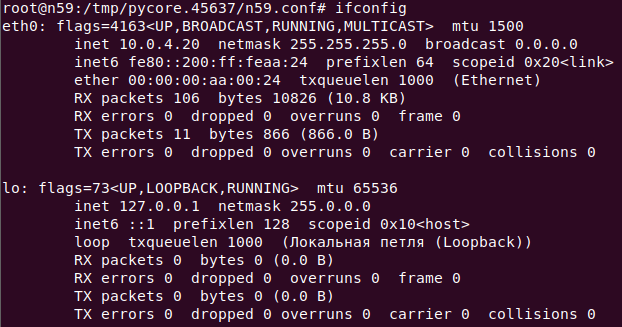 root@n59:/tmp/pycore.45637/n59.conf# ifconfig
eth0: flags=4163<UP,BROADCAST,RUNNING,MULTICAST>  mtu 1500
        inet 10.0.4.20  netmask 255.255.255.0  broadcast 0.0.0.0
        inet6 fe80::200:ff:feaa:24  prefixlen 64  scopeid 0x20<link>
        ether 00:00:00:aa:00:24  txqueuelen 1000  (Ethernet)
        RX packets 106  bytes 10826 (10.8 KB)
        RX errors 0  dropped 0  overruns 0  frame 0
        TX packets 11  bytes 866 (866.0 B)
        TX errors 0  dropped 0 overruns 0  carrier 0  collisions 0

lo: flags=73<UP,LOOPBACK,RUNNING>  mtu 65536
        inet 127.0.0.1  netmask 255.0.0.0
        inet6 ::1  prefixlen 128  scopeid 0x10<host>
        loop  txqueuelen 1000  (Локальная петля (Loopback))
        RX packets 0  bytes 0 (0.0 B)
        RX errors 0  dropped 0  overruns 0  frame 0
        TX packets 0  bytes 0 (0.0 B)
        TX errors 0  dropped 0 overruns 0  carrier 0  collisions 0